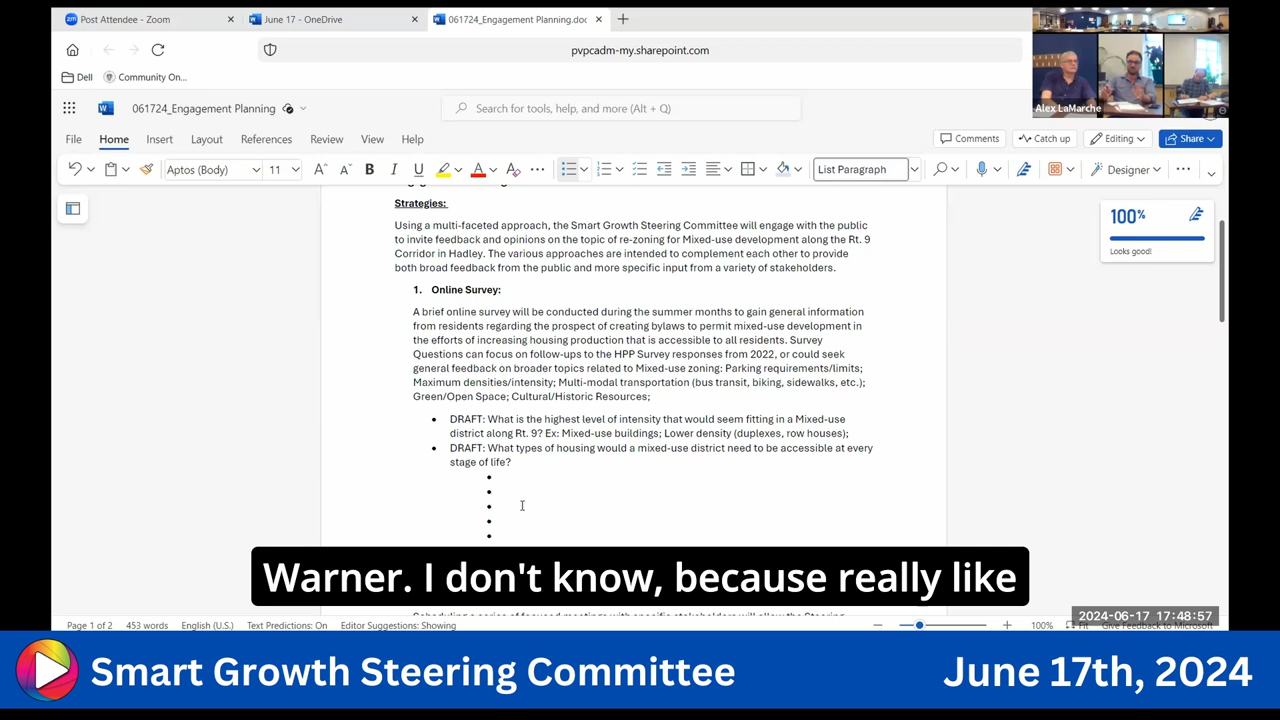 Post Attendee - Zoom
June 17 - OneDrive
061724_Engagement Planning.doc
pvpcadm-my.sharepoint.com
Dell
Community On...
Alex LaMarche
061724_Engagement Planning
Search for tools, help, and more (Alt + Q)
File Home Insert Layout References Review View Help
Comments Catch up Editing Share
Aptos (Body) 11 List Paragraph Designer
Strategies:
Using a multi-faceted approach, the Smart Growth Steering Committee will engage with the public
to invite feedback and opinions on the topic of re-zoning for Mixed-use development along the Rt. 9
Corridor in Hadley. The various approaches are intended to complement each other to provide
both broad feedback from the public and more specific input from a variety of stakeholders.
100%
Looks good!
1. Online Survey:
A brief online survey will be conducted during the summer months to gain general information
from residents regarding the prospect of creating bylaws to permit mixed-use development in
the efforts of increasing housing production that is accessible to all residents. Survey
Questions can focus on follow-ups to the HPP Survey responses from 2022, or could seek
general feedback on broader topics related to Mixed-use zoning: Parking requirements/limits;
Maximum densities/intensity; Multi-modal transportation (bus transit, biking, sidewalks, etc.);
Green/Open Space; Cultural/Historic Resources;
• DRAFT: What is the highest level of intensity that would seem fitting in a Mixed-use
district along Rt. 9? Ex: Mixed-use buildings; Lower density (duplexes, row houses);
• DRAFT: What types of housing would a mixed-use district need to be accessible at every
stage of life?
Warner. I don't know, because really like
2024-06-17 17:48:57
Page 1 of 2 453 words English (U.S.) Text Predictions: On Editor Suggestions: Showing 100% Fit Give Feedback to Microsoft
Smart Growth Steering Committee
June 17th, 2024